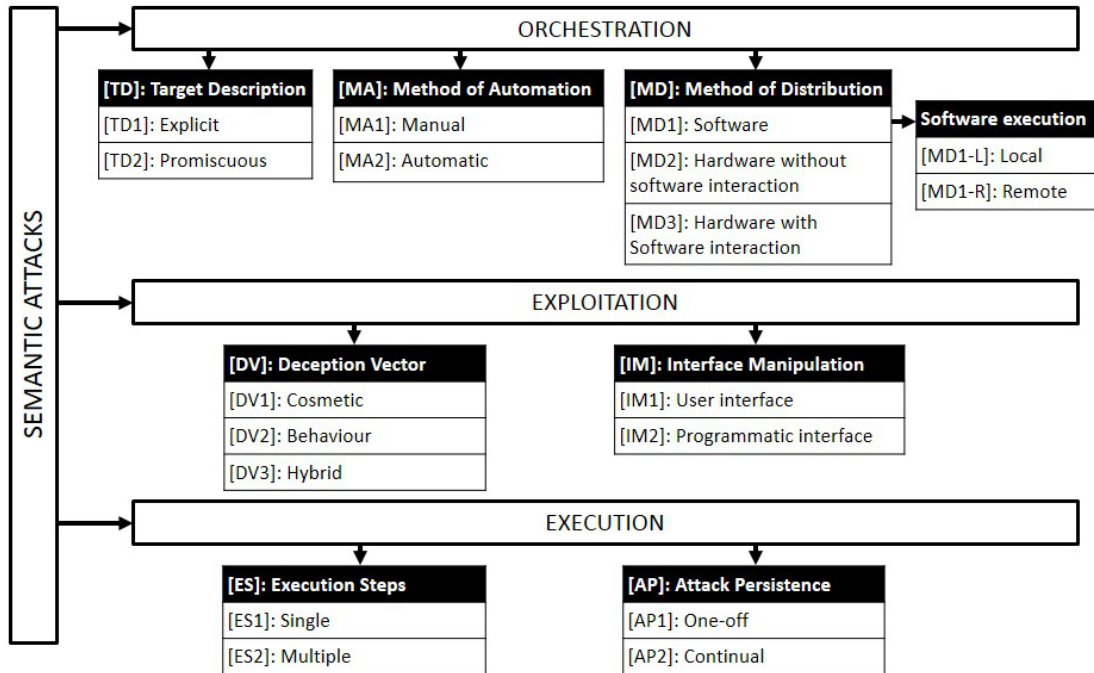 SEMANTIC ATTACKS
ORCHESTRATION
[TD]: Target Description
[TD1]: Explicit
[TD2]: Promiscuous
[MA]: Method of Automation
[MA1]: Manual
[MA2]: Automatic
[MD]: Method of Distribution
[MD1]: Software
[MD2]: Hardware without
software interaction
[MD3]: Hardware with
Software interaction
Software execution
[MD1-L]: Local
[MD1-R]: Remote
EXPLOITATION
[DV]: Deception Vector
[DV1]: Cosmetic
[DV2]: Behaviour
[DV3]: Hybrid
[IM]: Interface Manipulation
[IM1]: User interface
[IM2]: Programmatic interface
EXECUTION
[ES]: Execution Steps
[ES1]: Single
[ES2]: Multiple
[AP]: Attack Persistence
[AP1]: One-off
[AP2]: Continual